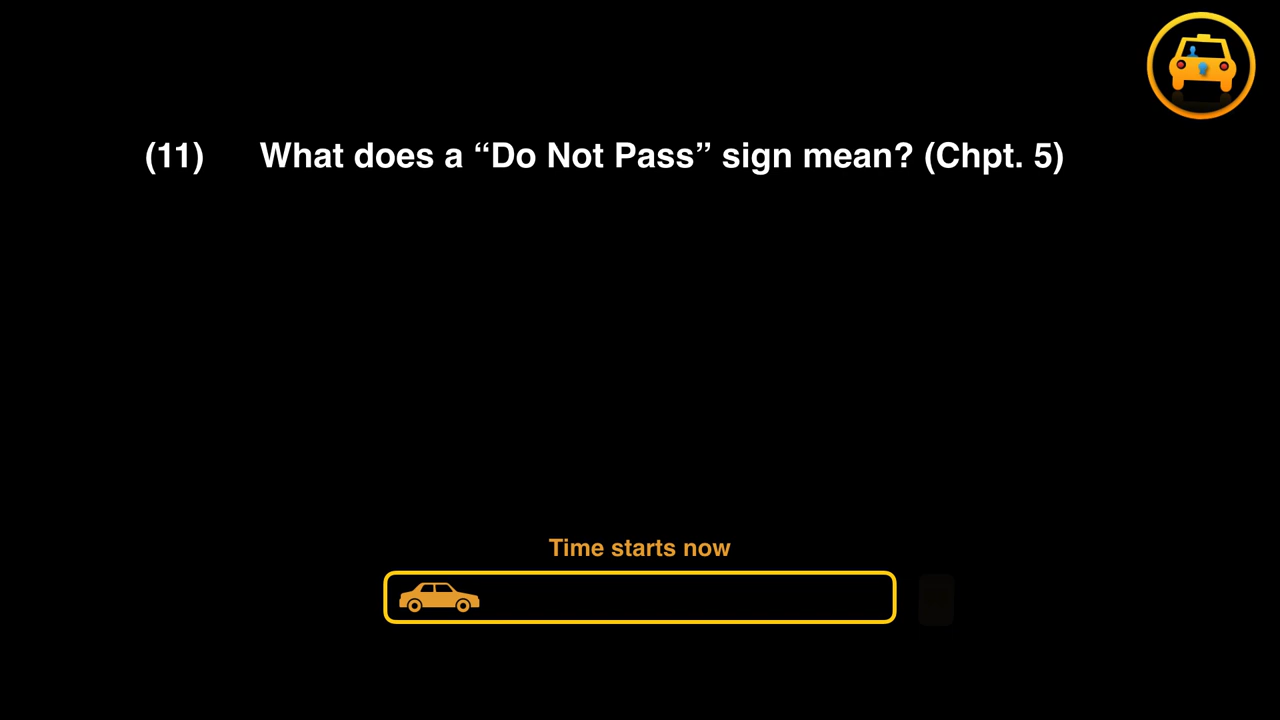 (11) What does a “Do Not Pass” sign mean? (Chpt. 5)
Time starts now